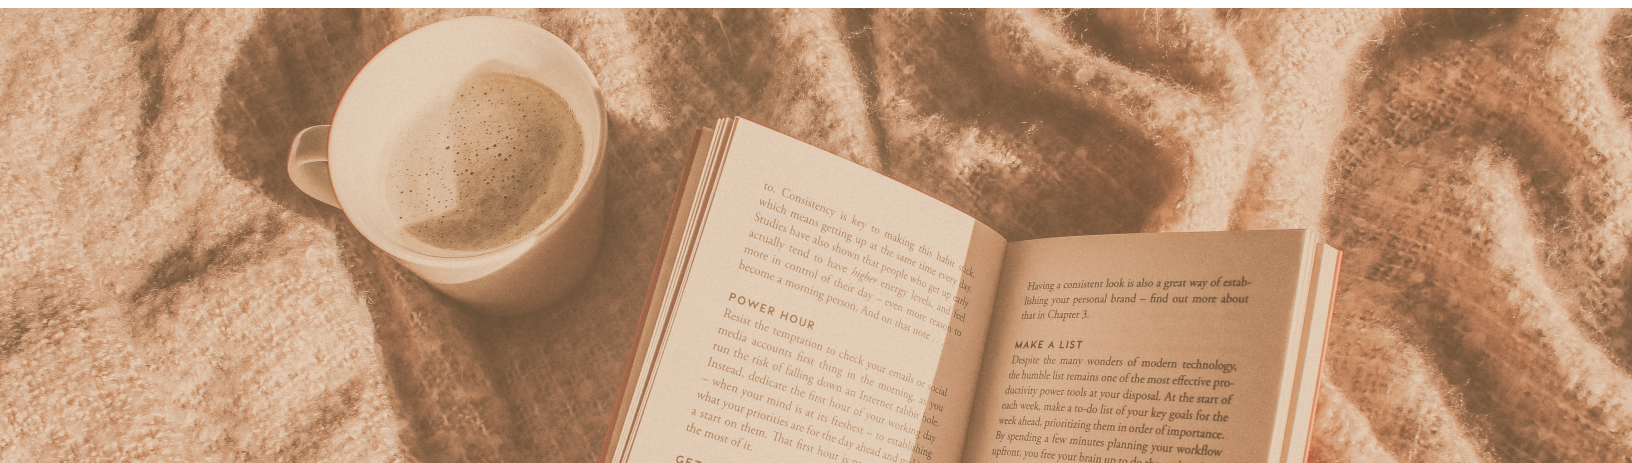 to. Consistency is key to making this habit stick,
which means getting up at the same time every day.
Studies have also shown that people who get up early
actually tend to have higher energy levels, and feel
more in control of their day – even more reason to
become a morning person. And on that note
POWER HOUR
Resist the temptation to check your emails or social
media accounts first thing in the morning, as you
run the risk of falling down an Internet rabbit hole.
Instead, dedicate the first hour of your working day
– when your mind is at its freshest – to establishing
what your priorities are for the day ahead and
a start on them. That first hour is
the most of it.
Having a consistent look is also a great way of estab-
lishing your personal brand – find out more about
that in Chapter 3.
MAKE A LIST
Despite the many wonders of modern technology,
the humble list remains one of the most effective pro-
ductivity power tools at your disposal. At the start of
each week, make a to-do list of your key goals for the
week ahead, prioritizing them in order of importance.
By spending a few minutes planning your workflow
upfront, you free your brain up to do